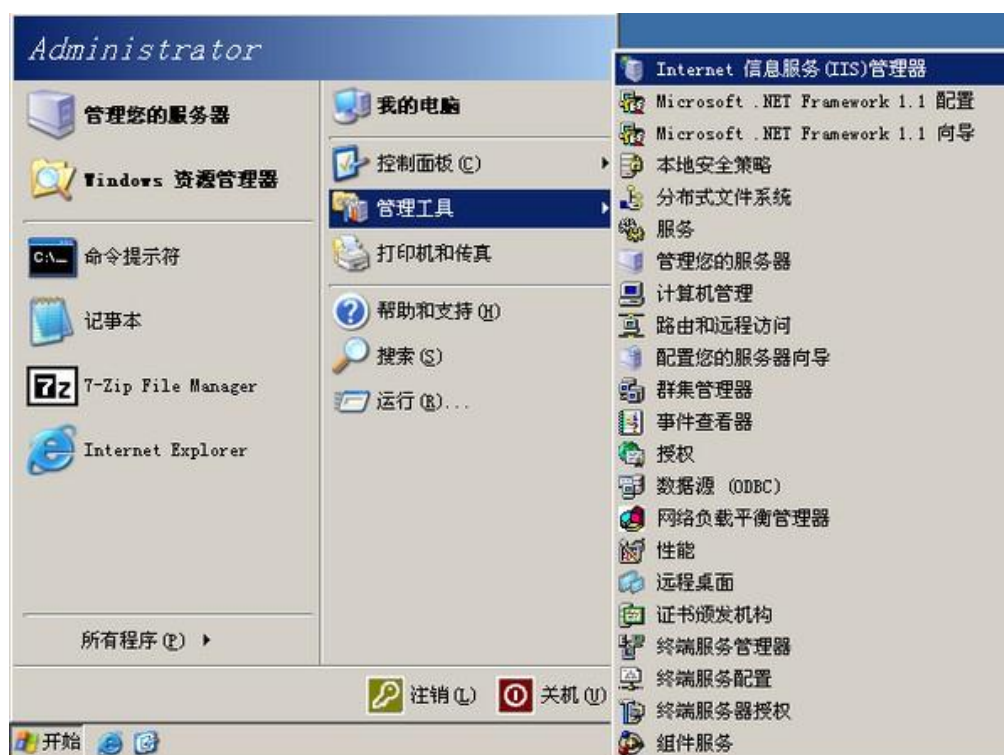 Administrator
管理您的服务器
Windows 资源管理器
命令提示符
记事本
7-Zip File Manager
Internet Explorer
所有程序(P)
我的电脑
控制面板(C)
管理工具
打印机和传真
帮助和支持(H)
搜索(S)
运行(R)...
注销(L)
关机(U)
开始
Internet 信息服务(IIS)管理器
Microsoft .NET Framework 1.1 配置
Microsoft .NET Framework 1.1 向导
本地安全策略
分布式文件系统
服务
管理您的服务器
计算机管理
路由和远程访问
配置您的服务器向导
群集管理器
事件查看器
授权
数据源 (ODBC)
网络负载平衡管理器
性能
远程桌面
证书颁发机构
终端服务管理器
终端服务配置
终端服务器授权
组件服务
C:\_
7z